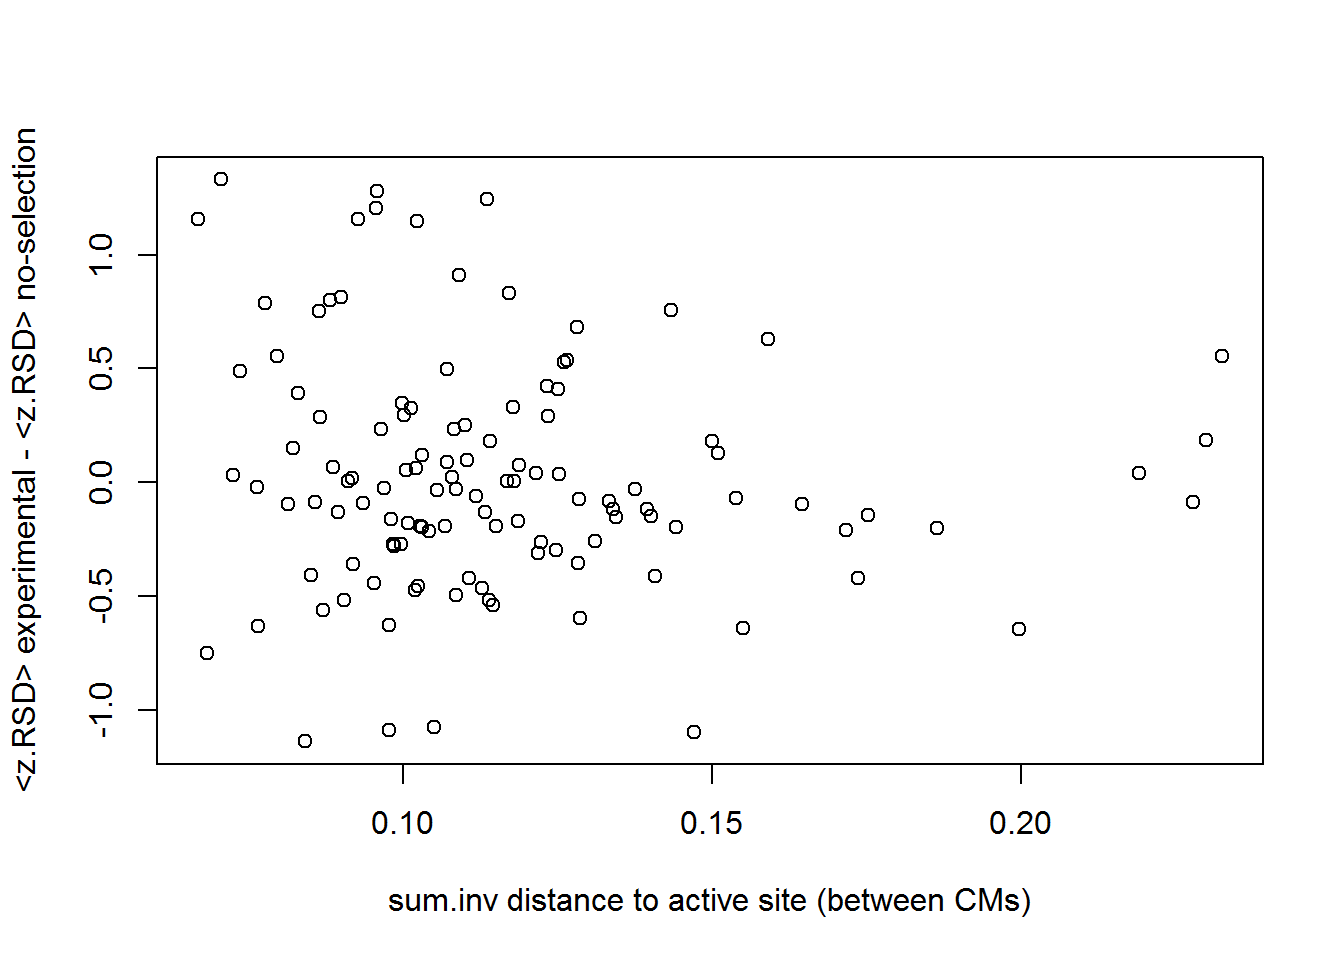 <z.RSD> experimental - <z.RSD> no-selection
1.0
0.5
0.0
-0.5
-1.0
0.10 0.15 0.20
sum.inv distance to active site (between CMs)